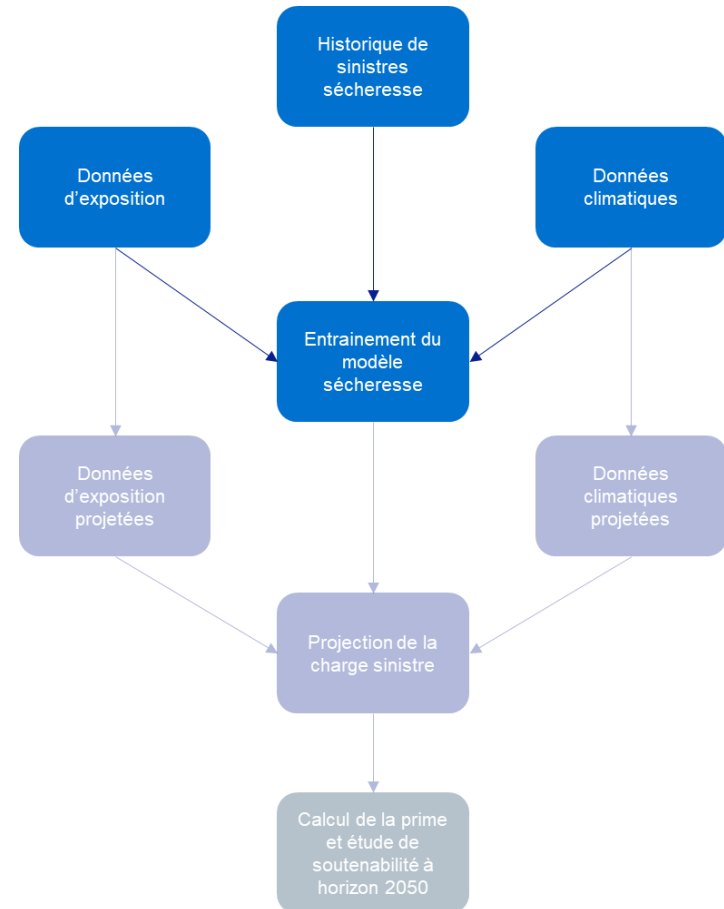 Historique de
sinistres
sécheresse
Données
d'exposition
Données
climatiques
Entrainement du
modèle
sécheresse
Données
d'exposition
projetées
Données
climatiques
projetées
Projection de la
charge sinistre
Calcul de la prime
et étude de
soutenabilité à
horizon 2050